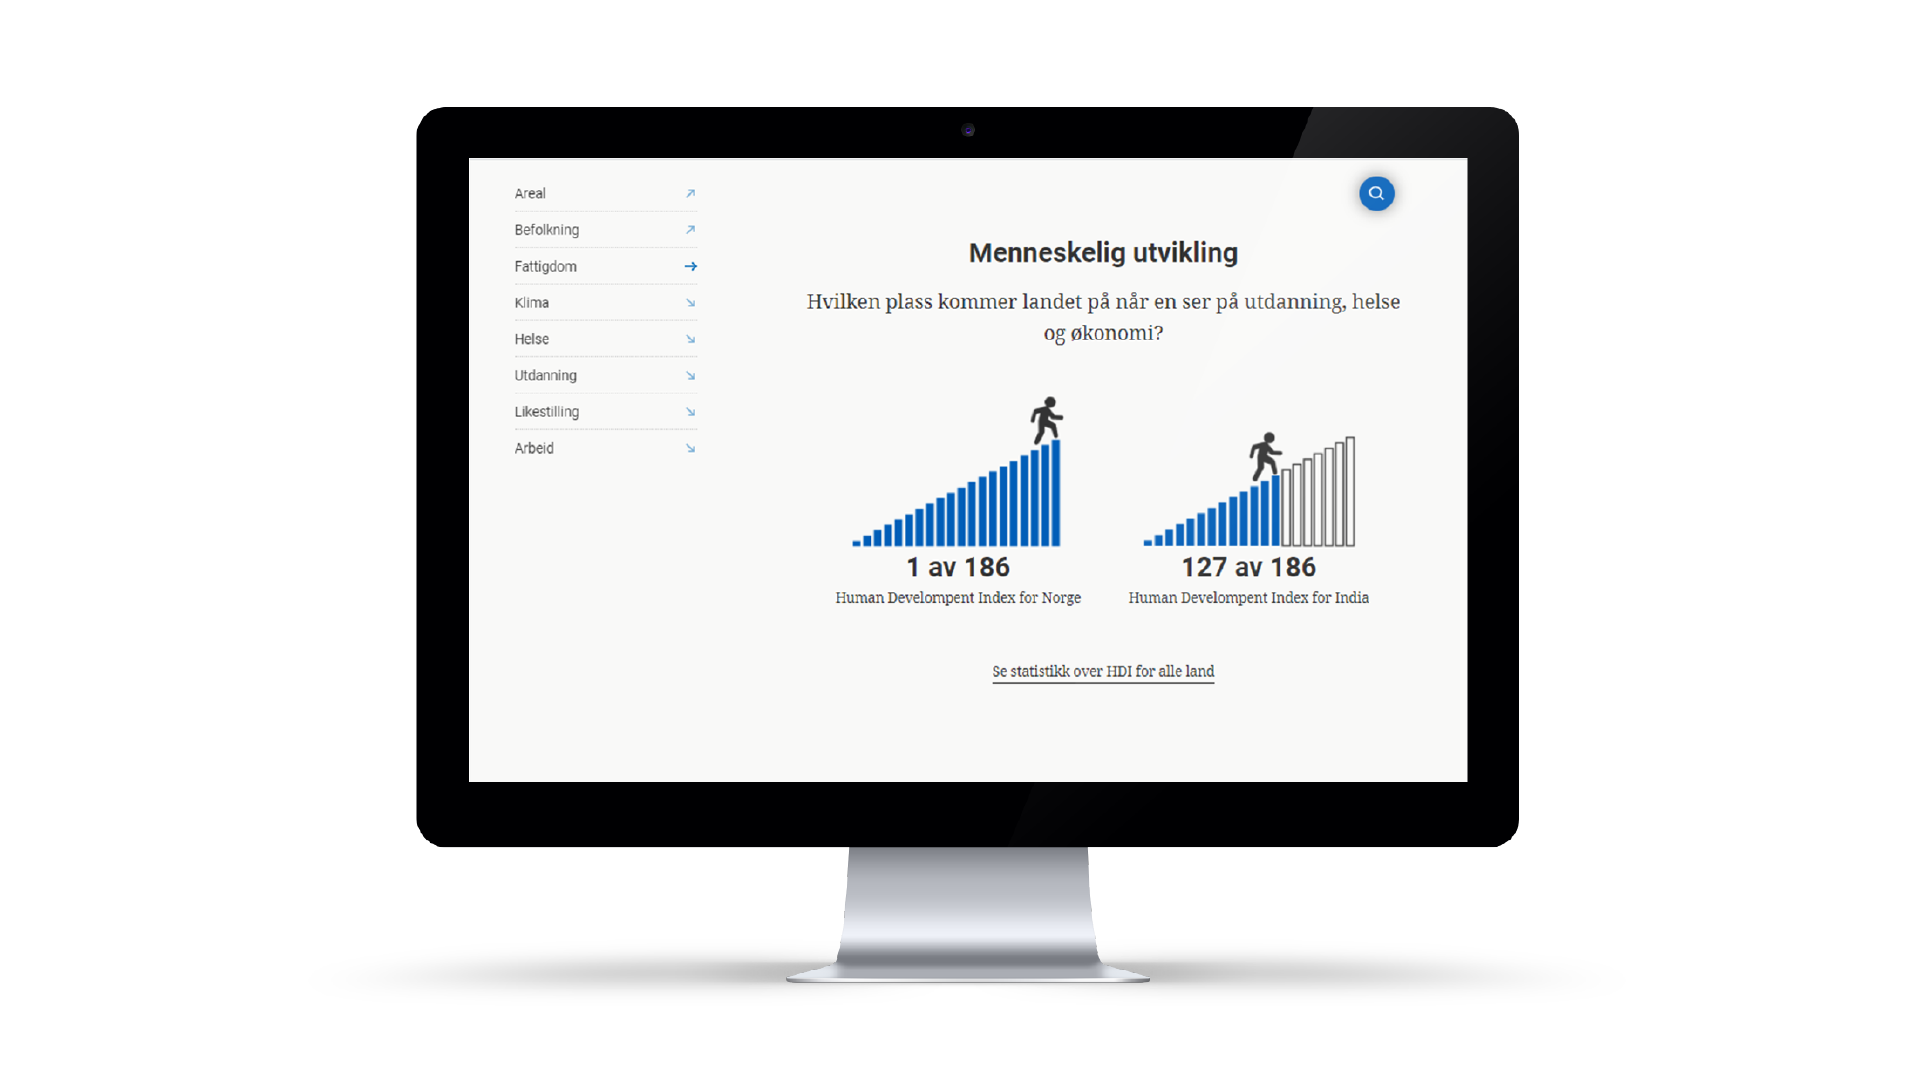 Areal
Befolkning
Fattigdom
Klima
Helse
Utdanning
Likestilling
Arbeid
Menneskelig utvikling
Hvilken plass kommer landet på når en ser på utdanning, helse
og økonomi?
1 av 186
Human Develompent Index for Norge
127 av 186
Human Develompent Index for India
Se statistikk over HDI for alle land